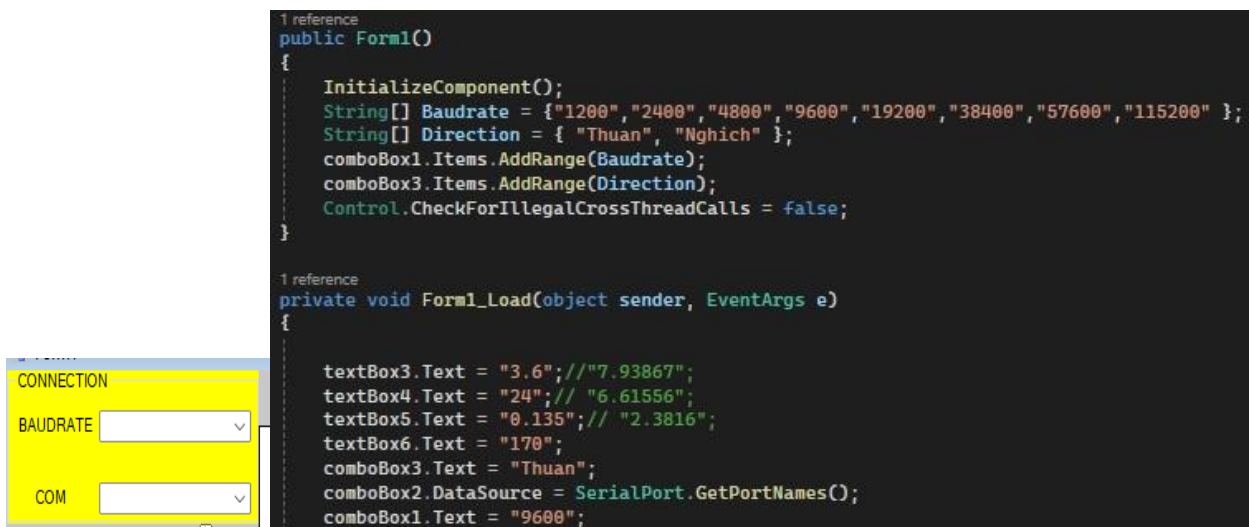 1 reference
public Form1()
{
InitializeComponent();
String[] Baudrate = {"1200","2400","4800","9600","19200","38400","57600","115200" };
String[] Direction = { "Thuan", "Nghich" };
comboBox1.Items.AddRange(Baudrate);
comboBox3.Items.AddRange(Direction);
Control.CheckForIllegalCrossThreadCalls = false;
}
1 reference
private void Form1_Load(object sender, EventArgs e)
{
textBox3.Text = "3.6";//"7.93867";
textBox4.Text = "24";// "6.61556";
textBox5.Text = "0.135";// "2.3816";
textBox6.Text = "170";
comboBox3.Text = "Thuan";
comboBox2.DataSource = SerialPort.GetPortNames();
comboBox1.Text = "9600";
CONNECTION
BAUDRATE
COM